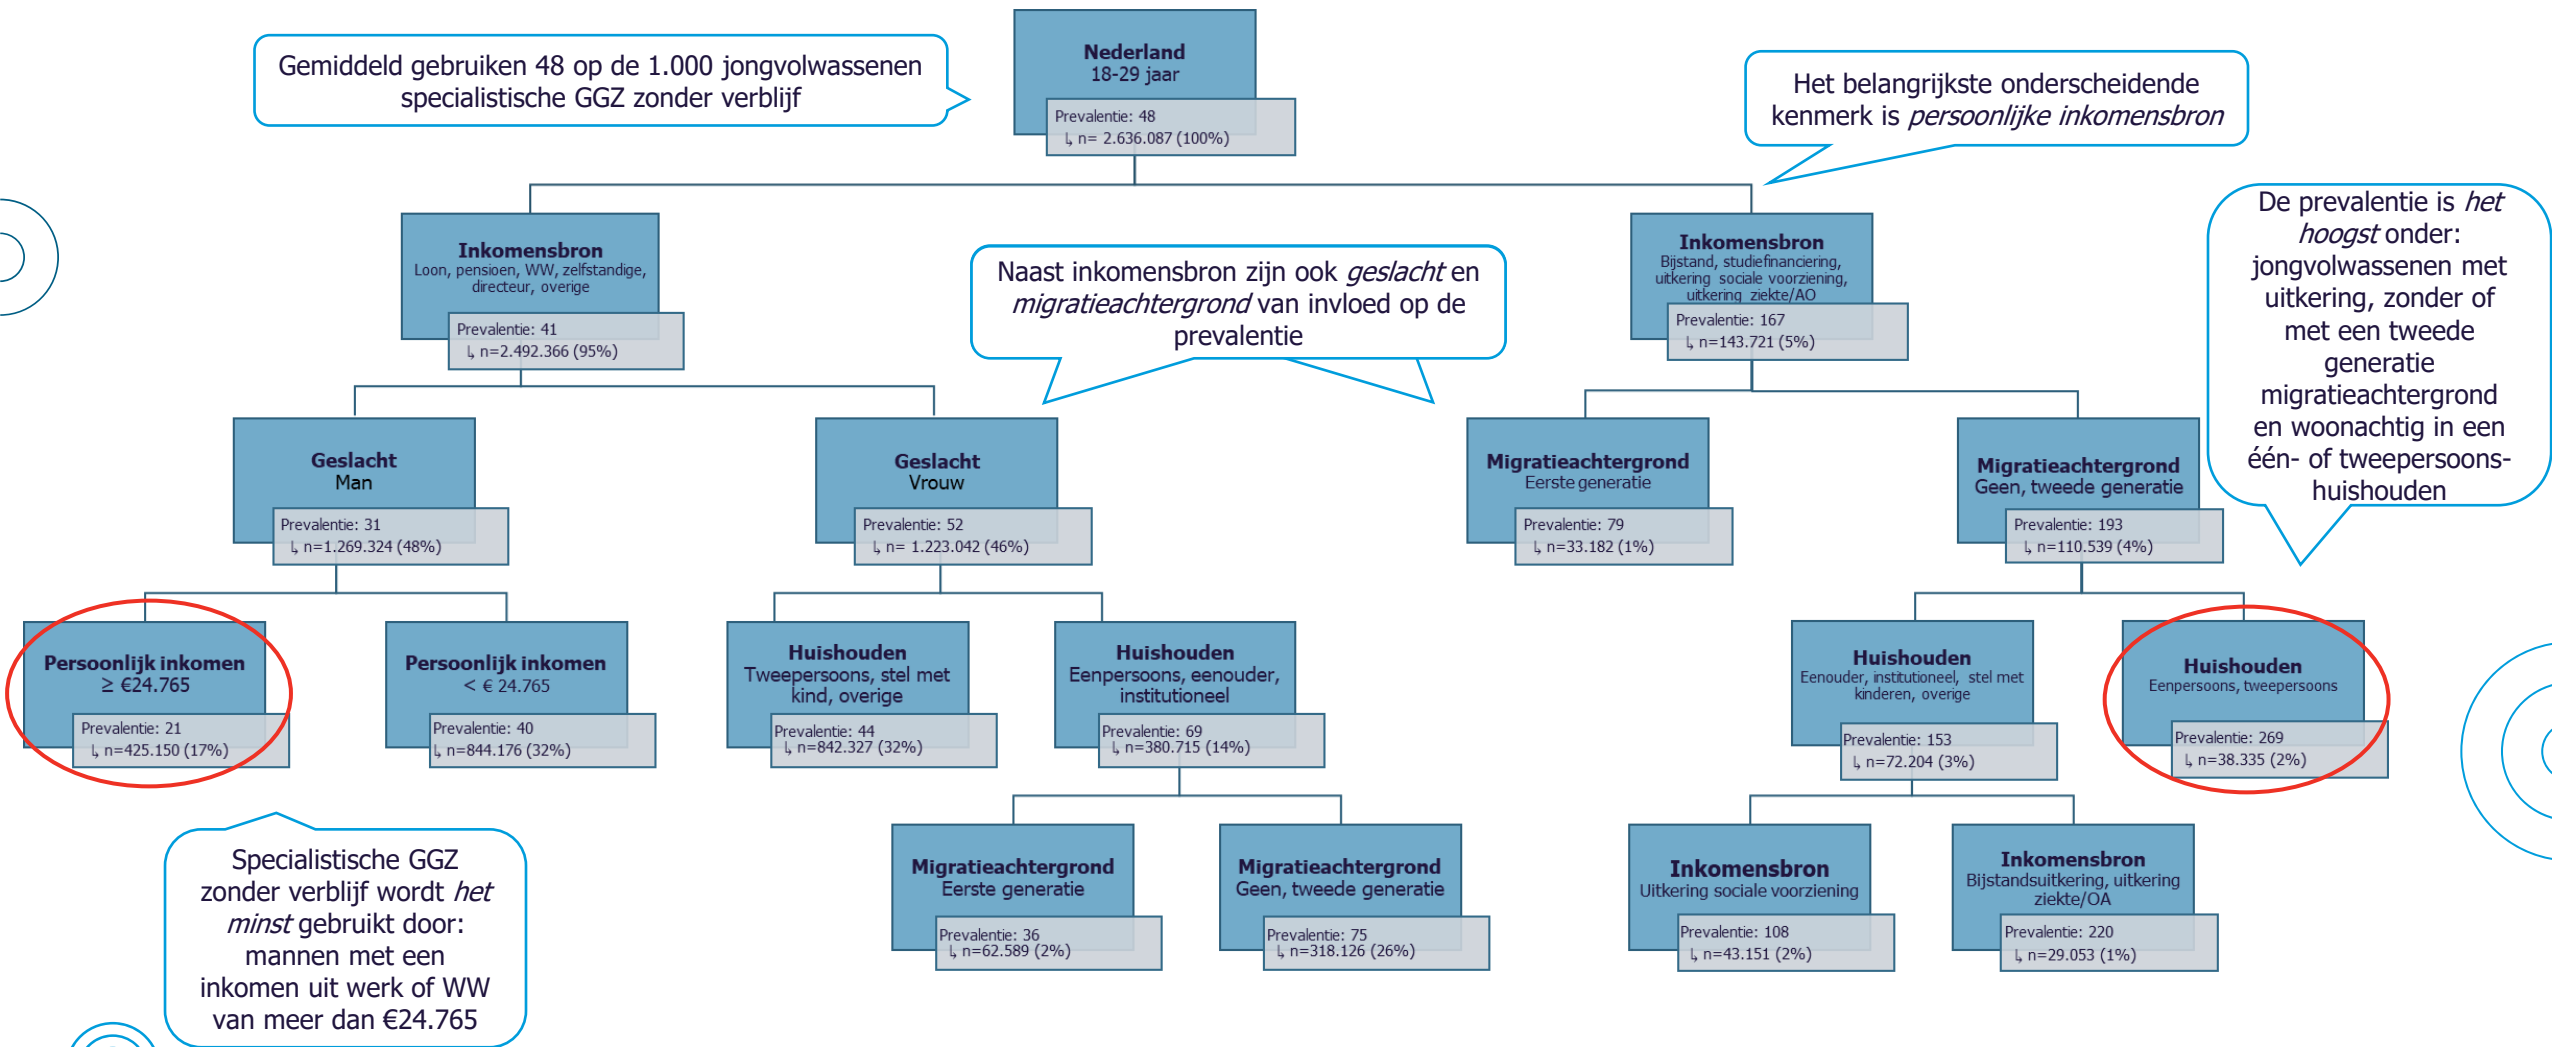 Gemiddeld gebruiken 48 op de 1.000 jongvolwassenen
specialistische GGZ zonder verblijf
Nederland
18-29 jaar
Prevalentie: 48
↳ n= 2.636.087 (100%)
Het belangrijkste onderscheidende
kenmerk is persoonlijke inkomensbron
Inkomensbron
Loon, pensioen, WW, zelfstandige,
directeur, overige
Prevalentie: 41
↳ n=2.492.366 (95%)
Naast inkomensbron zijn ook geslacht en
migratieachtergrond van invloed op de
prevalentie
Inkomensbron
Bijstand, studiefinanciering,
uitkering sociale voorziening,
uitkering ziekte/AO
Prevalentie: 167
↳ n=143.721 (5%)
De prevalentie is het
hoogst onder:
jongvolwassenen met
uitkering, zonder of
met een tweede
generatie
migratieachtergrond
en woonachtig in een
één- of tweepersoons-
huishouden
Geslacht
Man
Prevalentie: 31
↳ n=1.269.324 (48%)
Geslacht
Vrouw
Prevalentie: 52
↳ n= 1.223.042 (46%)
Migratieachtergrond
Eerste generatie
Prevalentie: 79
↳ n=33.182 (1%)
Migratieachtergrond
Geen, tweede generatie
Prevalentie: 193
↳ n=110.539 (4%)
Persoonlijk inkomen
≥ €24.765
Prevalentie: 21
↳ n=425.150 (17%)
Persoonlijk inkomen
< € 24.765
Prevalentie: 40
↳ n=844.176 (32%)
Huishouden
Tweepersoons, stel met
kind, overige
Prevalentie: 44
↳ n=842.327 (32%)
Huishouden
Eenpersoons, eenouder,
institutioneel
Prevalentie: 69
↳ n=380.715 (14%)
Huishouden
Eenouder, institutioneel, stel met
kinderen, overige
Prevalentie: 153
↳ n=72.204 (3%)
Huishouden
Eenpersoons, tweepersoons
Prevalentie: 269
↳ n=38.335 (2%)
Specialistische GGZ
zonder verblijf wordt het
minst gebruikt door:
mannen met een
inkomen uit werk of WW
van meer dan €24.765
Migratieachtergrond
Eerste generatie
Prevalentie: 36
↳ n=62.589 (2%)
Migratieachtergrond
Geen, tweede generatie
Prevalentie: 75
↳ n=318.126 (26%)
Inkomensbron
Uitkering sociale voorziening
Prevalentie: 108
↳ n=43.151 (2%)
Inkomensbron
Bijstandsuitkering, uitkering
ziekte/OA
Prevalentie: 220
↳ n=29.053 (1%)